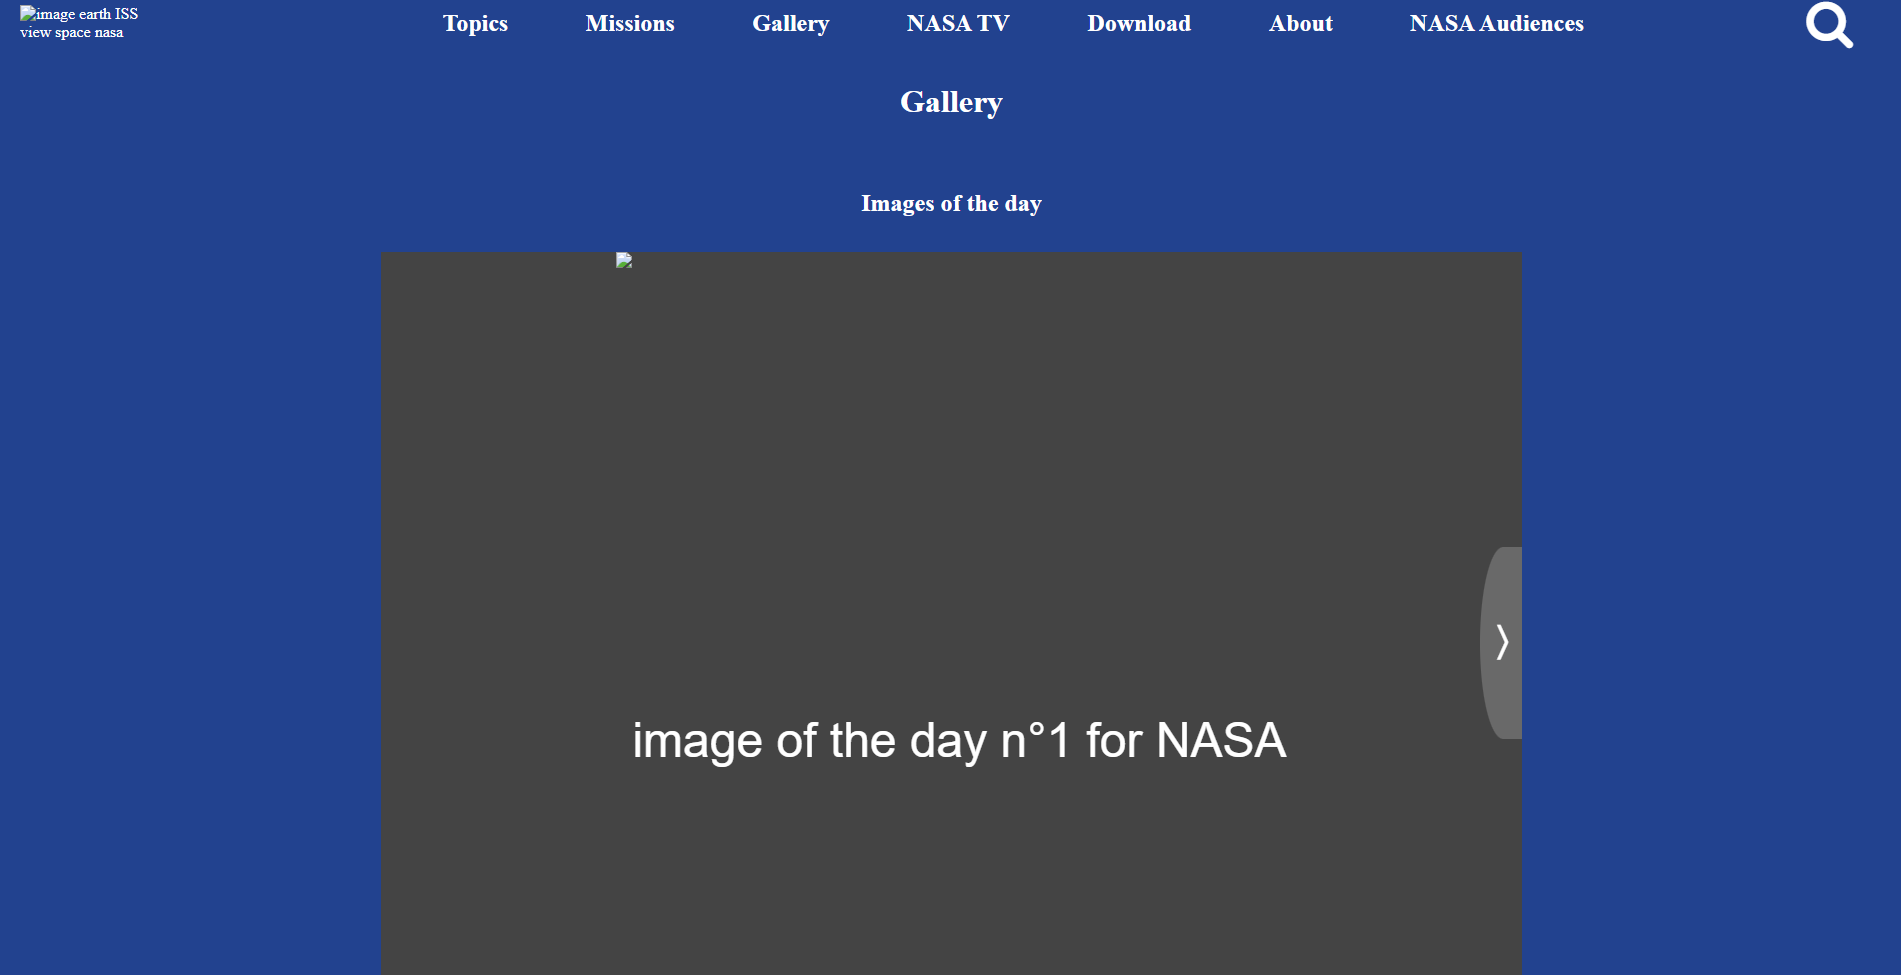 image earth ISS
view space nasa
Topics Missions Gallery NASA TV Download About NASA Audiences
Gallery
Images of the day
image of the day n°1 for NASA